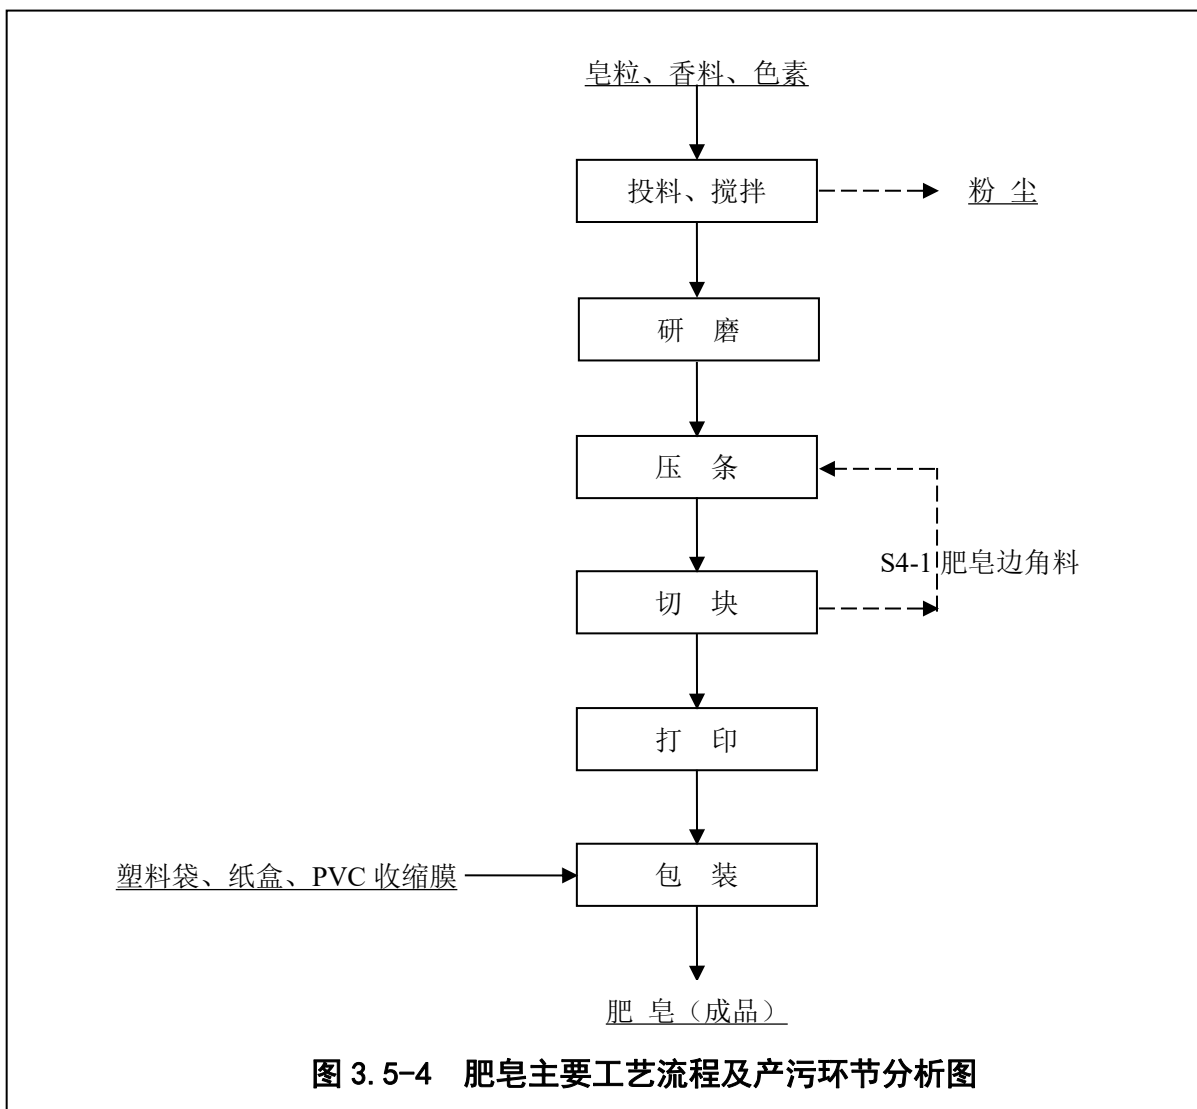 皂粒、香料、色素
投料、搅拌
粉 尘
研 磨
压 条
S4-1 肥皂边角料
切 块
打 印
塑料袋、纸盒、PVC 收缩膜
包 装
肥 皂（成品）
图 3.5-4 肥皂主要工艺流程及产污环节分析图